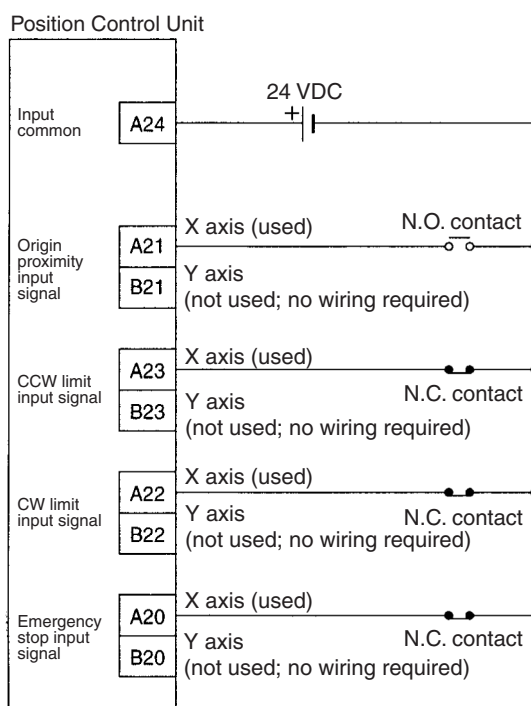 Position Control Unit
24 VDC
+
Input
common
A24
X axis (used)
N.O. contact
Origin
proximity
input
signal
A21
B21
Y axis
(not used; no wiring required)
X axis (used)
CCW limit
input signal
A23
B23
N.C. contact
Y axis
(not used; no wiring required)
X axis (used)
CW limit
input signal
A22
B22
N.C. contact
Y axis
(not used; no wiring required)
X axis (used)
Emergency
stop input
signal
A20
B20
N.C. contact
Y axis
(not used; no wiring required)